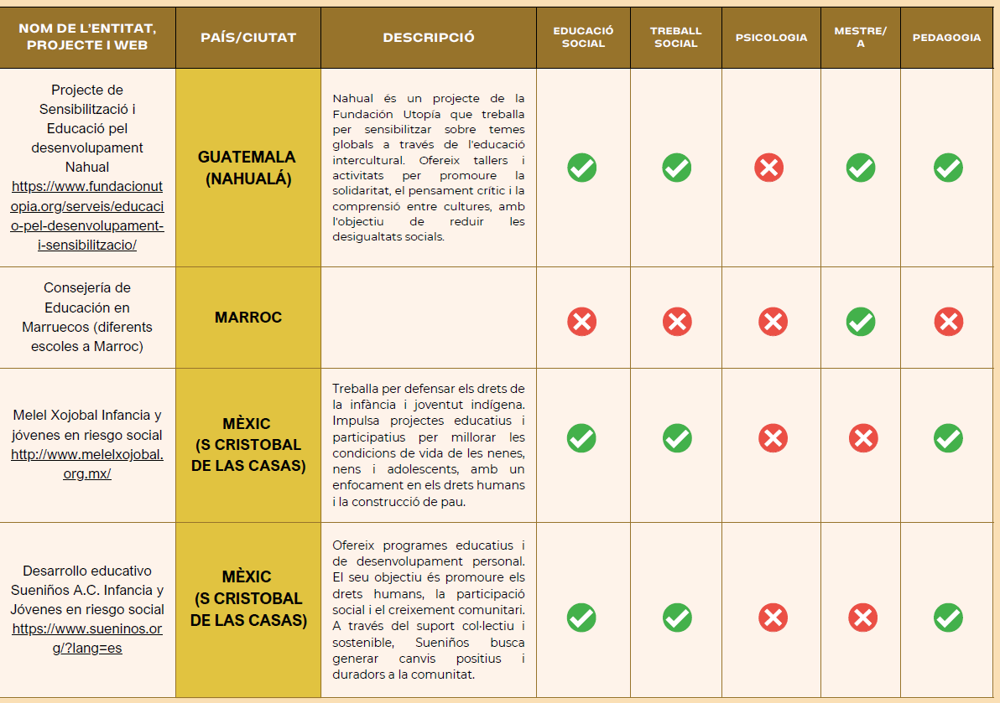 NOM DE L'ENTITAT,
PROJECTE I WEB
PAÍS/CIUTAT
DESCRIPCIÓ
EDUCACIÓ
SOCIAL
TREBALL
SOCIAL
PSICOLOGIA
MESTRE/
A
PEDAGOGIA
Projecte de
Sensibilització i
Educació pel
desenvolupament
Nahual
https://www.fundacionut
opia.org/serveis/educaci
o-pel-desenvolupament-
i-sensibilitzacio/
GUATEMALA
(NAHUALÁ)
Nahual és un projecte de la
Fundación Utopía que treballa
per sensibilitzar sobre temes
globals a través de l'educació
intercultural. Ofereix tallers i
activitats per promoure la
solidaritat, el pensament crític i la
comprensió entre cultures, amb
l'objectiu de reduir les
desigualtats socials.
Consejería de
Educación en
Marruecos (diferents
escoles a Marroc)
MARROC
Melel Xojobal Infancia y
jóvenes en riesgo social
http://www.melelxojobal.
org.mx/
MÈXIC
(S CRISTOBAL
DE LAS CASAS)
Treballa per defensar els drets de
la infància i joventut indígena.
Impulsa projectes educatius i
participatius per millorar les
condicions de vida de les nenes,
nens i adolescents, amb un
enfocament en els drets humans
i la construcció de pau.
Desarrollo educativo
Sueniños A.C. Infancia y
Jóvenes en riesgo social
https://www.sueninos.or
g/?lang=es
MÈXIC
(S CRISTOBAL
DE LAS CASAS)
Ofereix programes educatius i
de desenvolupament personal.
El seu objectiu és promoure els
drets humans, la participació
social i el creixement comunitari.
A través del suport col·lectiu i
sostenible, Sueniños busca
generar canvis positius i
duradors a la comunitat.